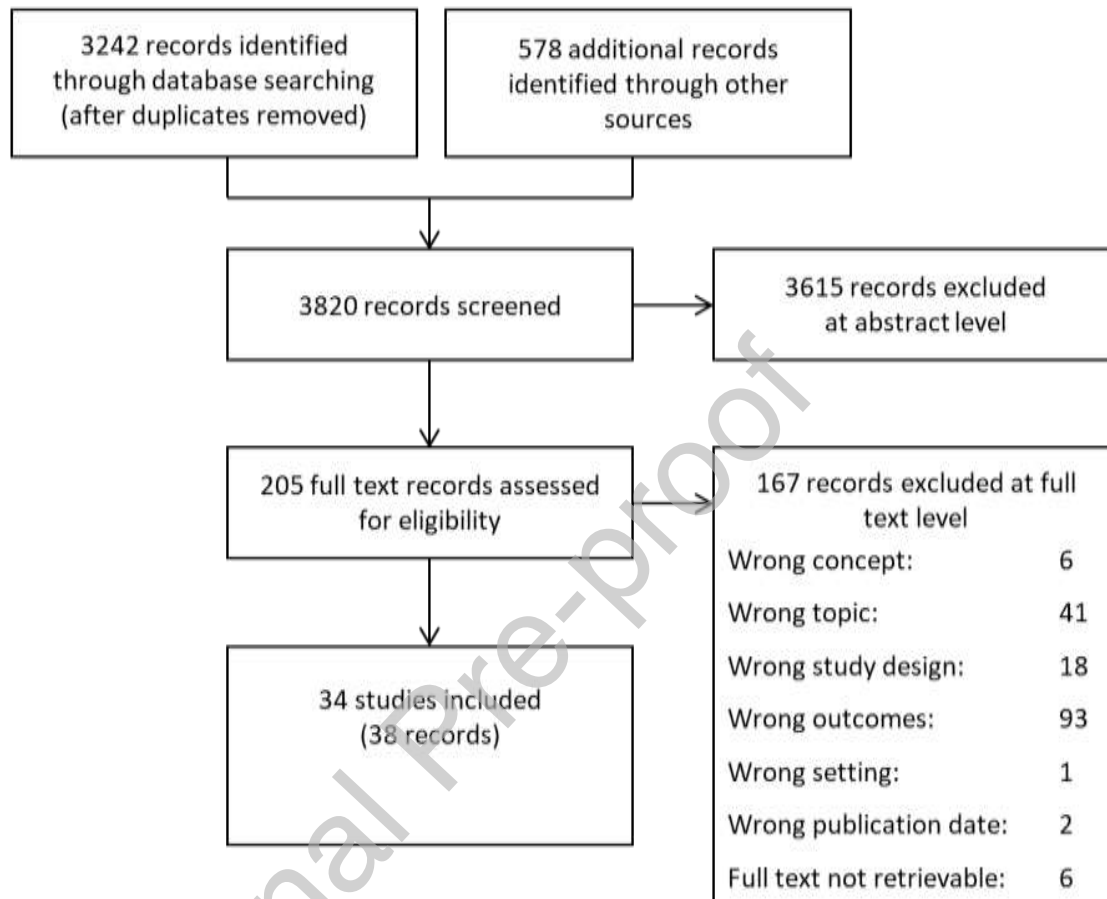 3242 records identified
through database searching
(after duplicates removed)
578 additional records
identified through other
sources
3820 records screened
3615 records excluded
at abstract level
205 full text records assessed
for eligibility
167 records excluded at full
text level
Wrong concept: 6
Wrong topic: 41
Wrong study design: 18
Wrong outcomes: 93
Wrong setting: 1
Wrong publication date: 2
Full text not retrievable: 6
34 studies included
(38 records)
nal Pre-proof